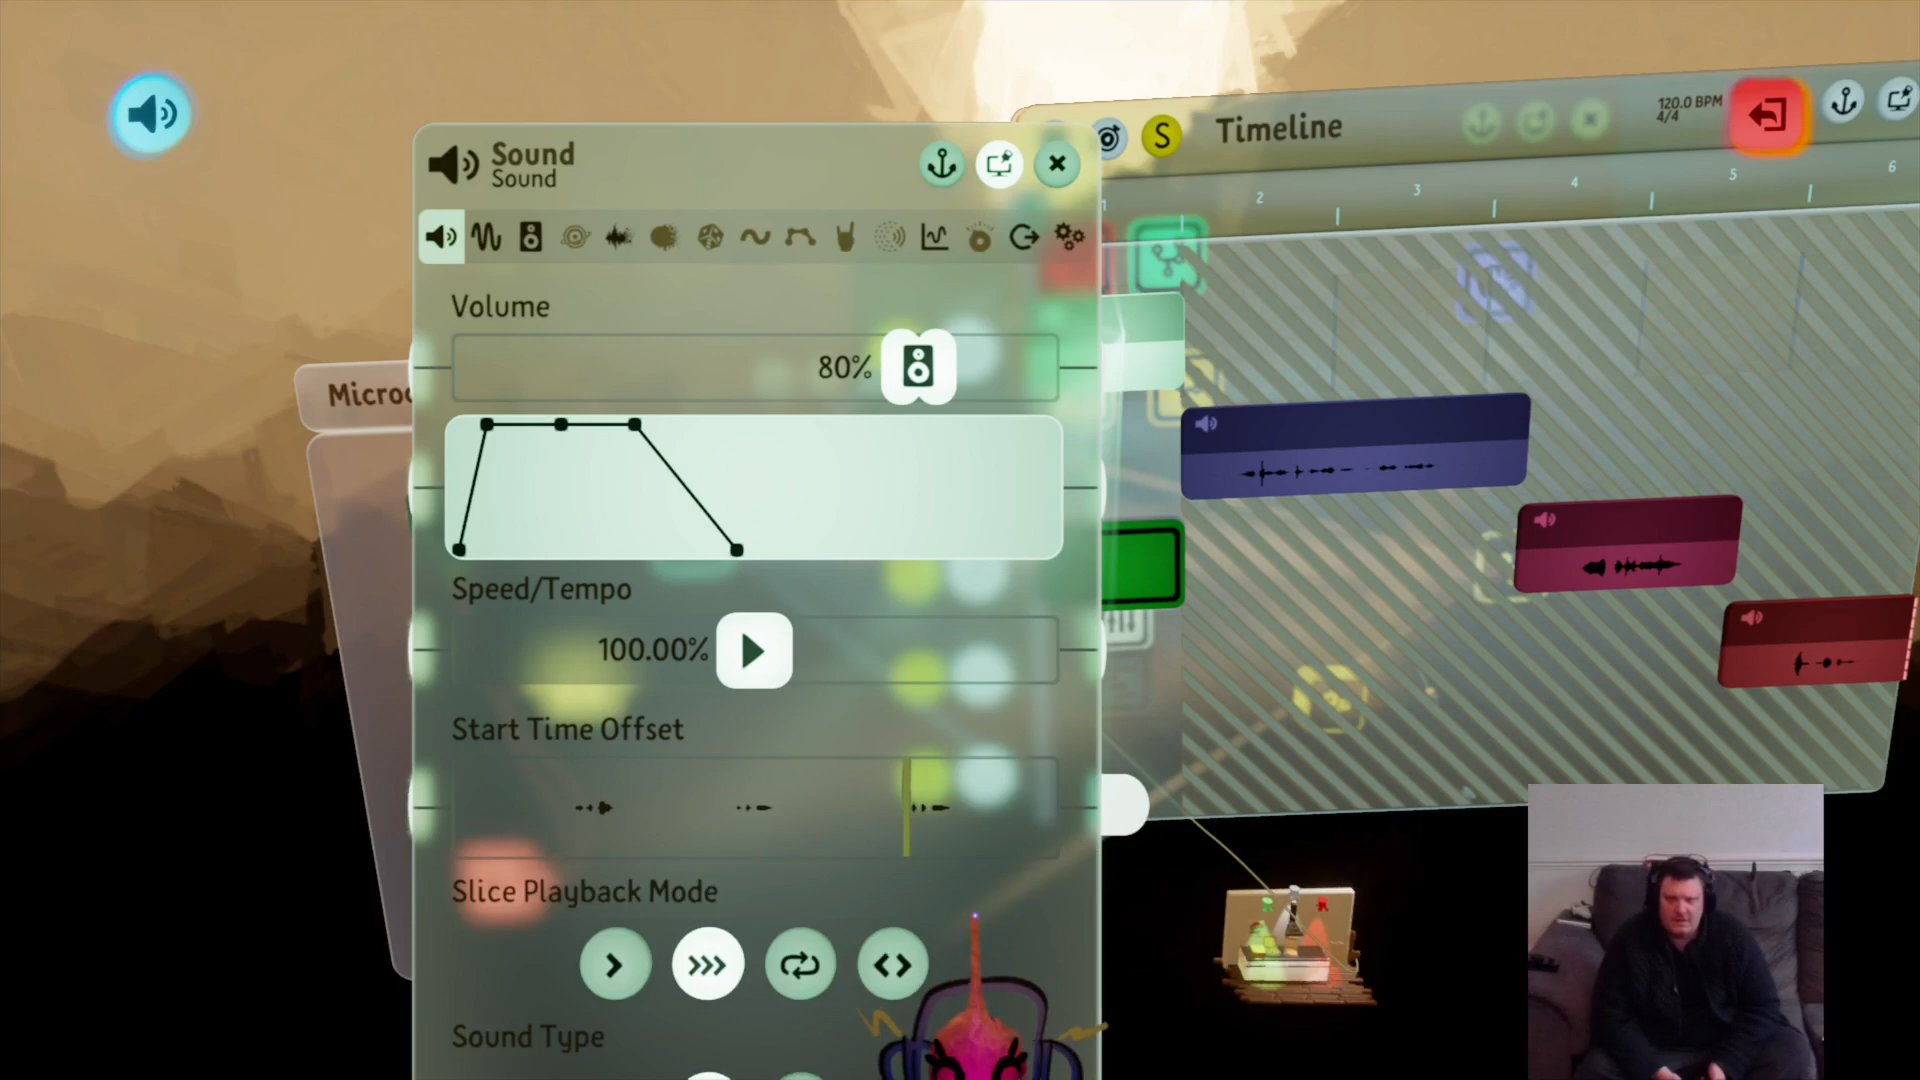 Sound
Sound
Volume
80%
Speed/Tempo
100.00%
Start Time Offset
Slice Playback Mode
Sound Type
S
Timeline
120.0 BPM
4/4
1
2
3
4
5
6